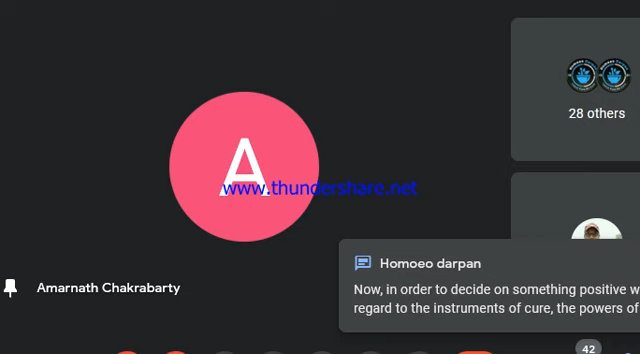 A
www.thundershare.net
28 others
Amarnath Chakrabarty
Homoeo darpan
Now, in order to decide on something positive w
regard to the instruments of cure, the powers of
42